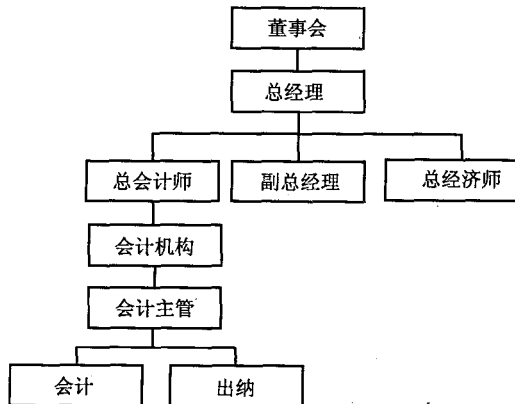 董事会
总经理
总会计师
副总经理
总经济师
会计机构
会计主管
会计
出纳